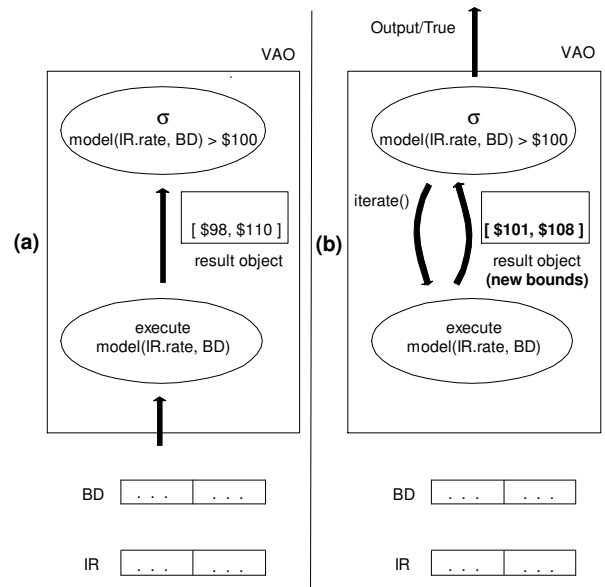 VAO
σ
model(IR.rate, BD) > $100
(a)
[ $98, $110 ]
result object
execute
model(IR.rate, BD)
BD
. . . . . .
IR
. . . . . .
Output/True
VAO
σ
model(IR.rate, BD) > $100
iterate()
(b)
[ $101, $108 ]
result object
(new bounds)
execute
model(IR.rate, BD)
BD
. . . . . .
IR
. . . . . .